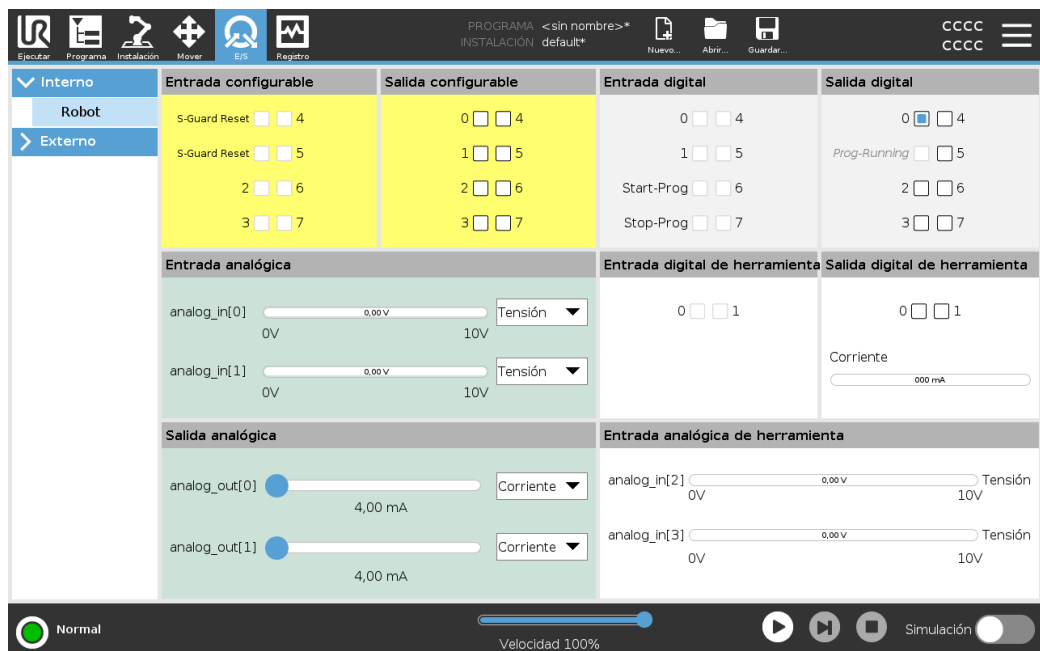 PROGRAMA <sin nombre>*
INSTALACIÓN default*
CCCC
CCCC
Ejecutar Programa Instalación Mover E/S Registro
Nuevo... Abrir... Guardar...
Interno
Robot
Externo
Entrada configurable
S-Guard Reset 4
S-Guard Reset 5
2 6
3 7
Salida configurable
0 4
1 5
2 6
3 7
Entrada digital
0 4
1 5
Start-Prog 6
Stop-Prog 7
Salida digital
0 4
Prog-Running 5
2 6
3 7
Entrada analógica
analog_in[0] 0,00 V Tensión
0V 10V
analog_in[1] 0,00 V Tensión
0V 10V
Entrada digital de herramienta
0 1
Salida digital de herramienta
0 1
Corriente
000 mA
Salida analógica
analog_out[0] Corriente
4,00 mA
analog_out[1] Corriente
4,00 mA
Entrada analógica de herramienta
analog_in[2] 0,00 V Tensión
0V 10V
analog_in[3] 0,00 V Tensión
0V 10V
Normal
Velocidad 100%
Simulación